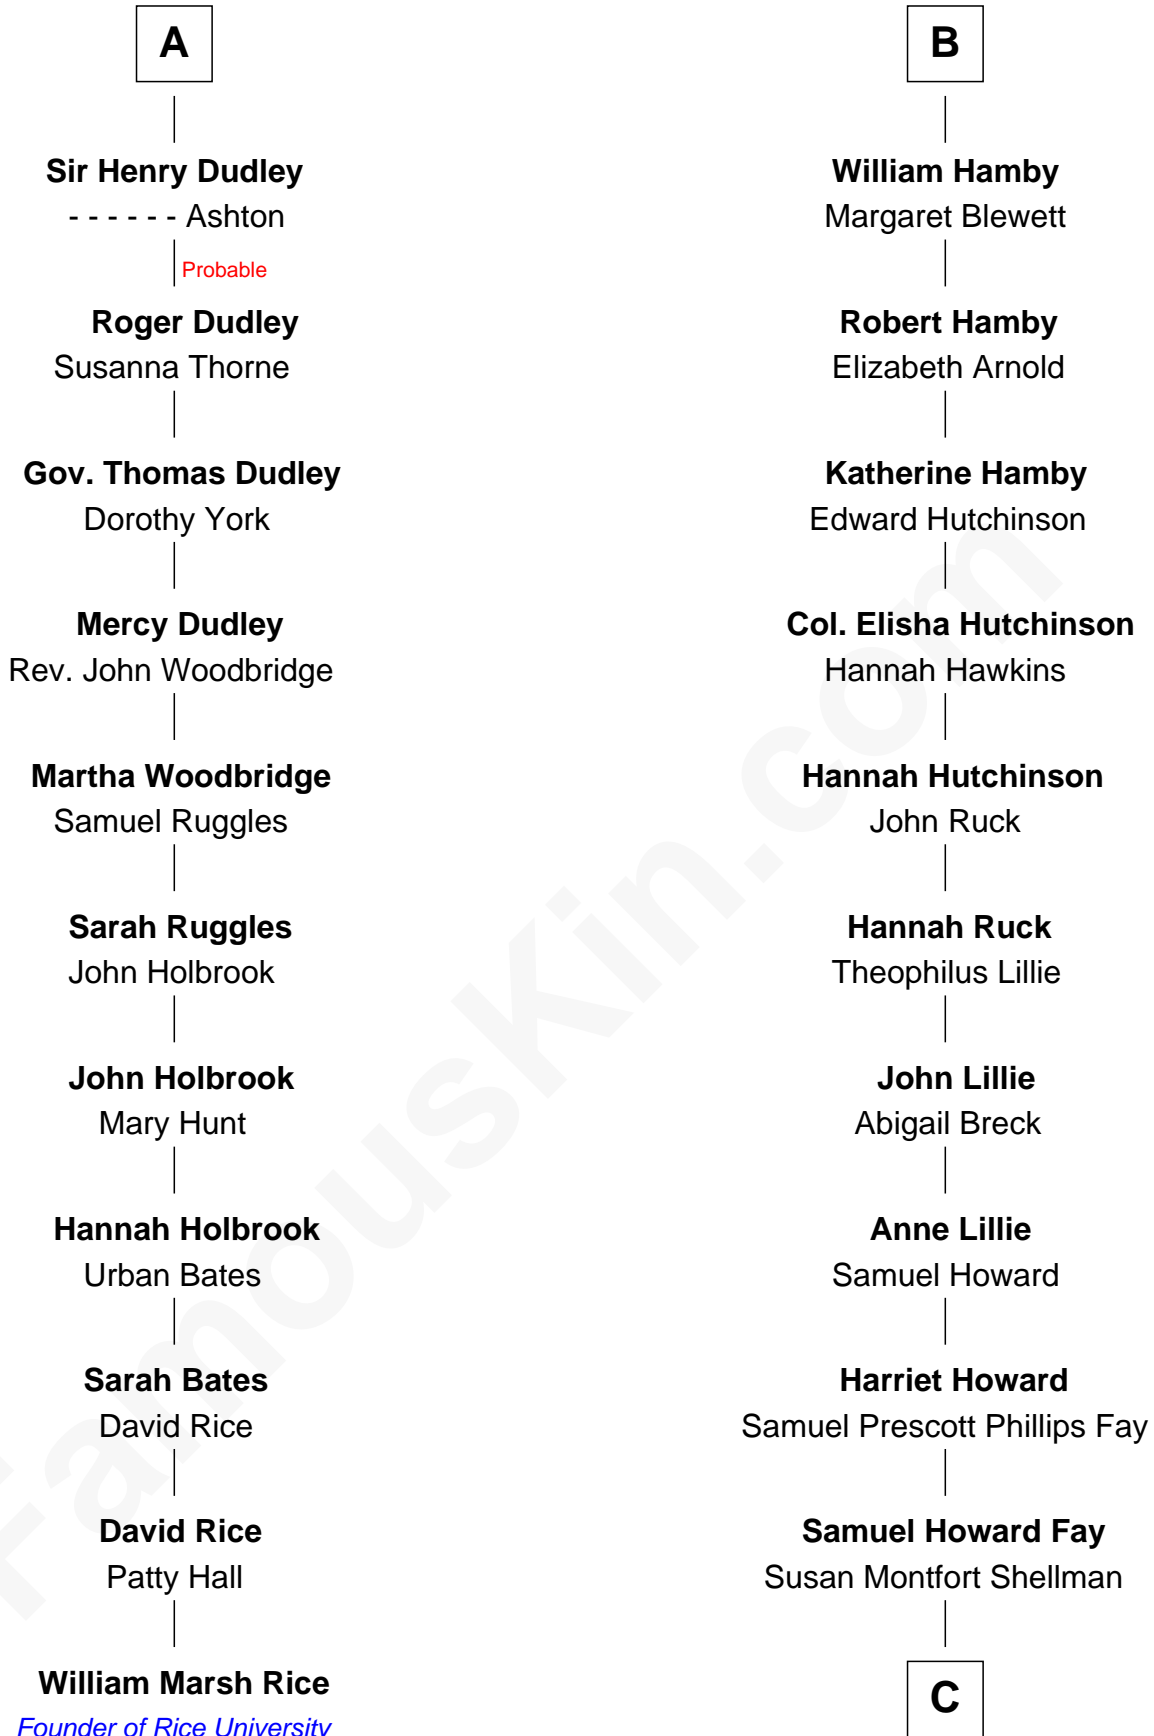 A
Sir Henry Dudley
- - - - - - Ashton
Probable
Roger Dudley
Susanna Thorne
Gov. Thomas Dudley
Dorothy York
Mercy Dudley
Rev. John Woodbridge
Martha Woodbridge
Samuel Ruggles
Sarah Ruggles
John Holbrook
John Holbrook
Mary Hunt
Hannah Holbrook
Urban Bates
Sarah Bates
David Rice
David Rice
Patty Hall
William Marsh Rice
Founder of Rice University
B
William Hamby
Margaret Blewett
Robert Hamby
Elizabeth Arnold
Katherine Hamby
Edward Hutchinson
Col. Elisha Hutchinson
Hannah Hawkins
Hannah Hutchinson
John Ruck
Hannah Ruck
Theophilus Lillie
John Lillie
Abigail Breck
Anne Lillie
Samuel Howard
Harriet Howard
Samuel Prescott Phillips Fay
Samuel Howard Fay
Susan Montfort Shellman
C
FamousKin.com